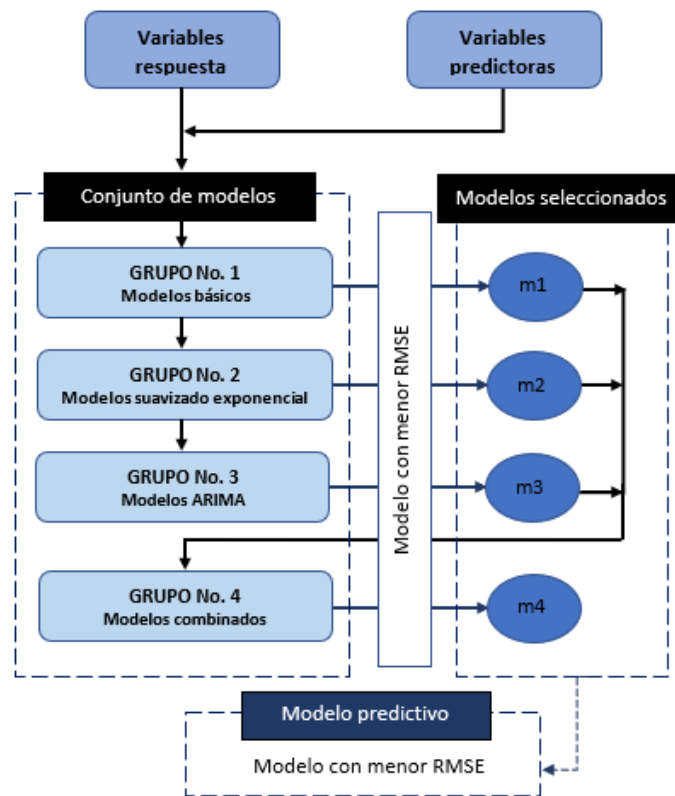 Variables
respuesta
Variables
predictoras
Conjunto de modelos
Modelos seleccionados
GRUPO No. 1
Modelos básicos
m1
GRUPO No. 2
Modelos suavizado exponencial
m2
GRUPO No. 3
Modelos ARIMA
m3
GRUPO No. 4
Modelos combinados
m4
Modelo con menor RMSE
Modelo predictivo
Modelo con menor RMSE